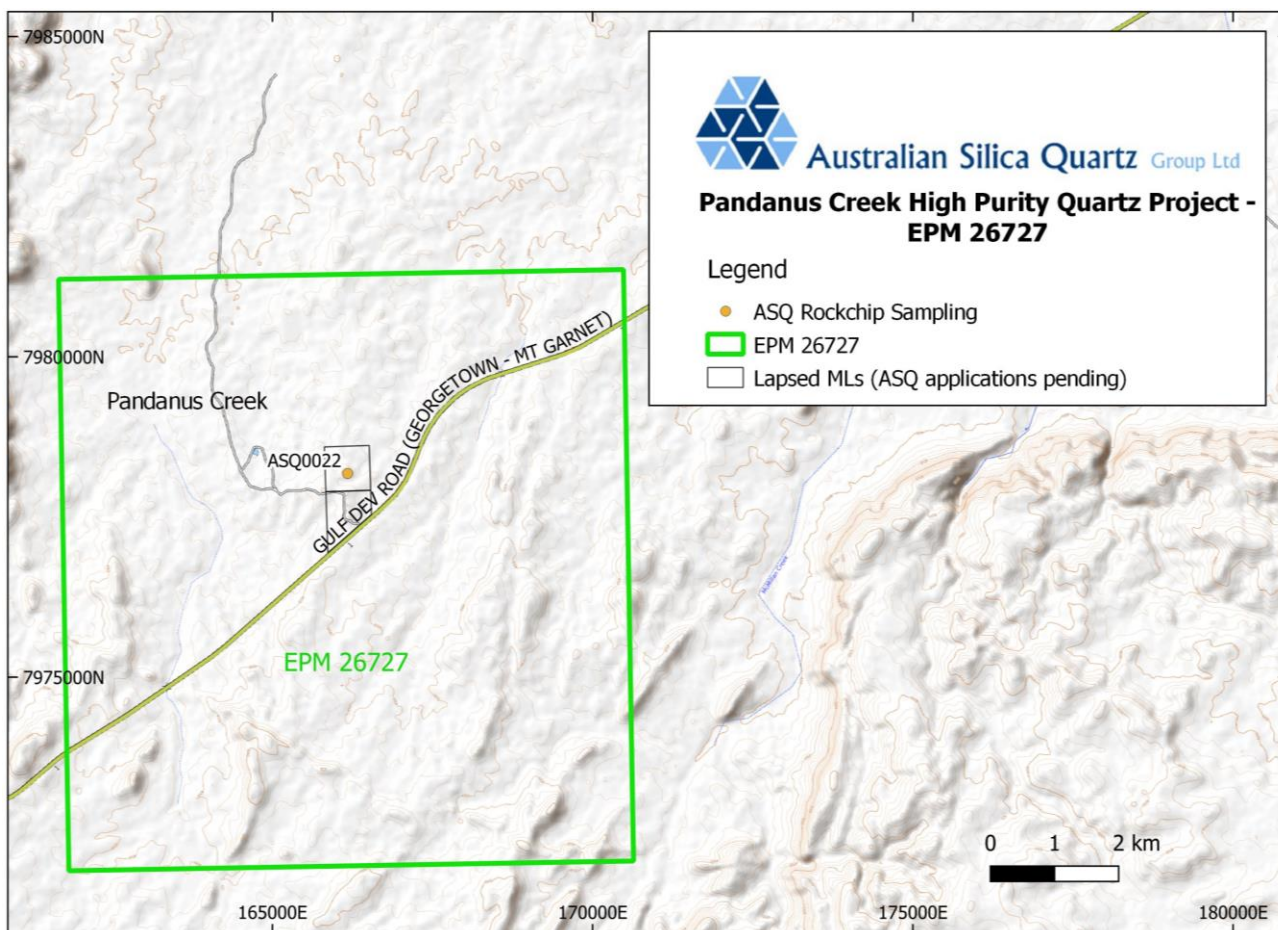 7985000N
Australian Silica Quartz Group Ltd
Pandanus Creek High Purity Quartz Project -
EPM 26727
Legend
ASQ Rockchip Sampling
EPM 26727
Lapsed MLs (ASQ applications pending)
7980000N
GULF DEV ROAD (GEORGETOWN - MT GARNET)
Pandanus Creek
ASQ0022
McMillan Creek
EPM 26727
7975000N
0 1 2 km
165000E 170000E 175000E 180000E